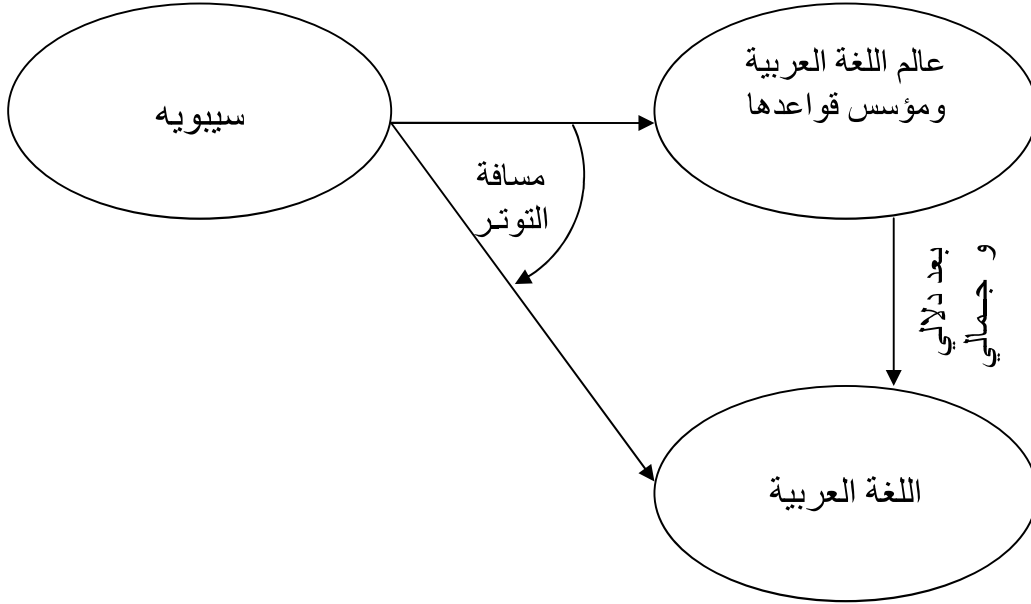 عالم اللغة العربية
ومؤسس قواعدها
سيبويه
مسافة
التوتر
بعد دلالي
و جمالي
اللغة العربية